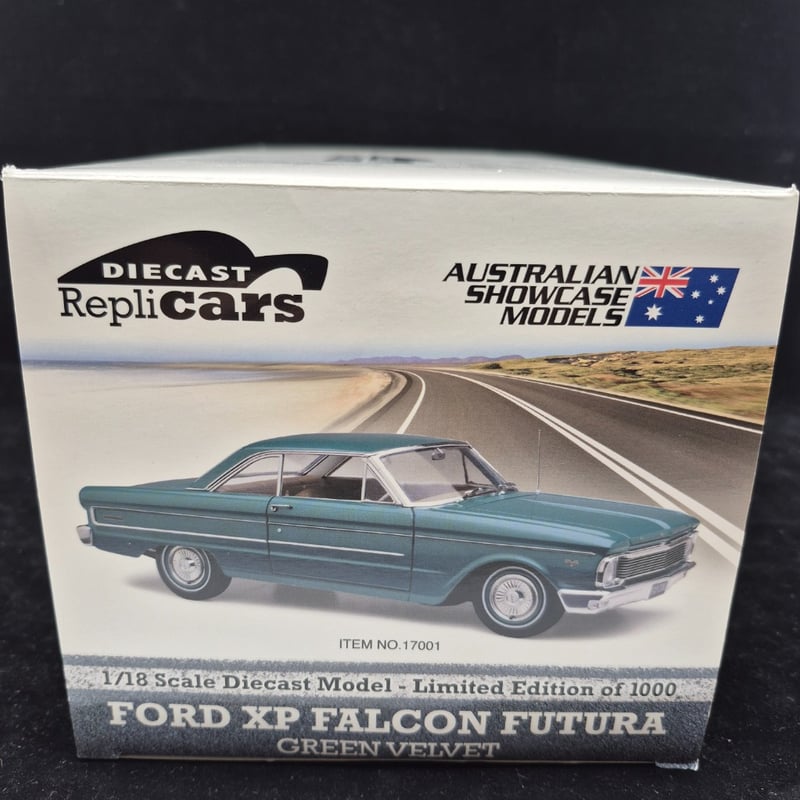 DIECAST
Replicars
AUSTRALIAN
SHOWCASE
MODELS
ITEM NO.17001
1/18 Scale Diecast Model - Limited Edition of 1000
FORD XP FALCON FUTURA
GREEN VELVET